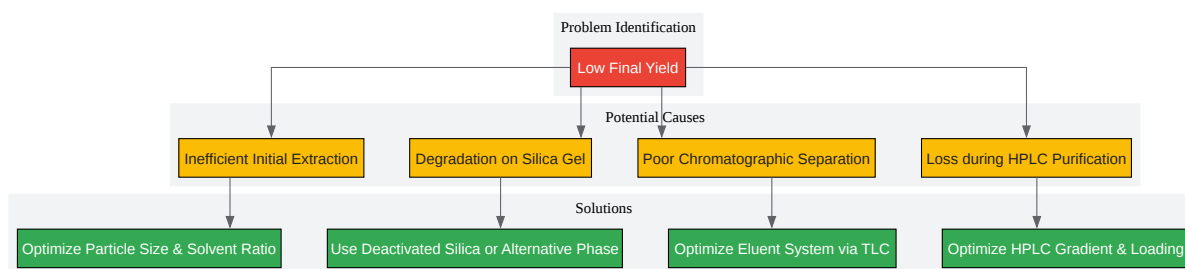 Problem Identification
Low Final Yield
Potential Causes
Inefficient Initial Extraction
Degradation on Silica Gel
Poor Chromatographic Separation
Loss during HPLC Purification
Solutions
Optimize Particle Size & Solvent Ratio
Use Deactivated Silica or Alternative Phase
Optimize Eluent System via TLC
Optimize HPLC Gradient & Loading